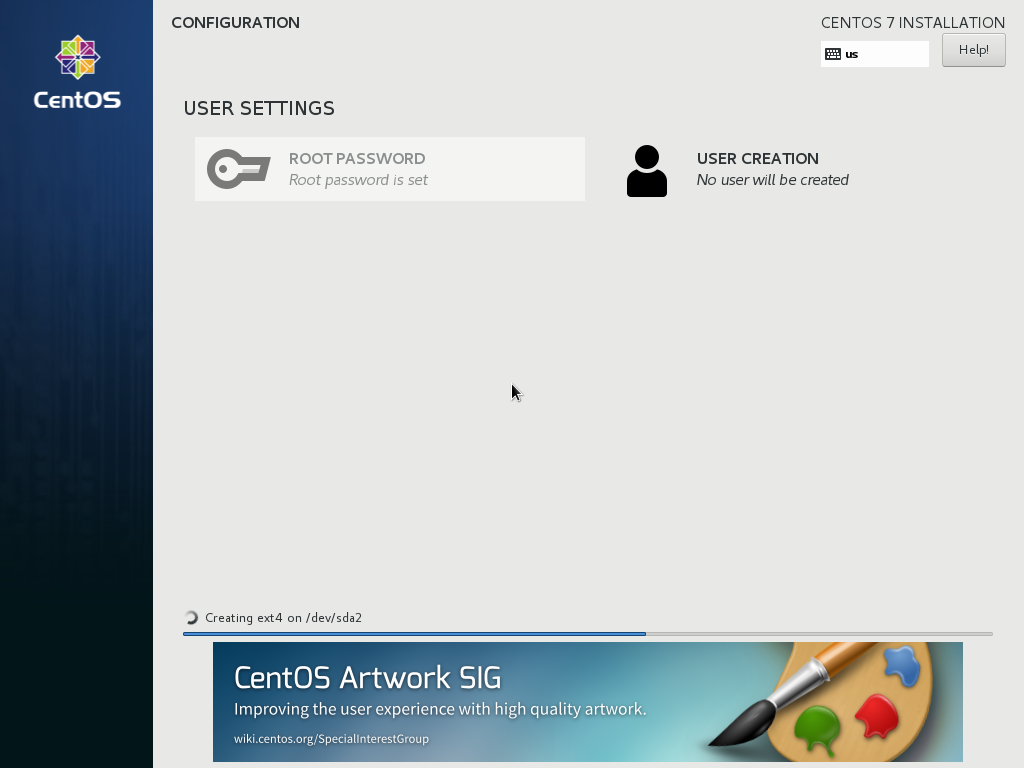 CentOS
CONFIGURATION
CENTOS 7 INSTALLATION
us
Help!
USER SETTINGS
ROOT PASSWORD
Root password is set
USER CREATION
No user will be created
Creating ext4 on /dev/sda2
CentOS Artwork SIG
Improving the user experience with high quality artwork.
wiki.centos.org/SpecialInterestGroup